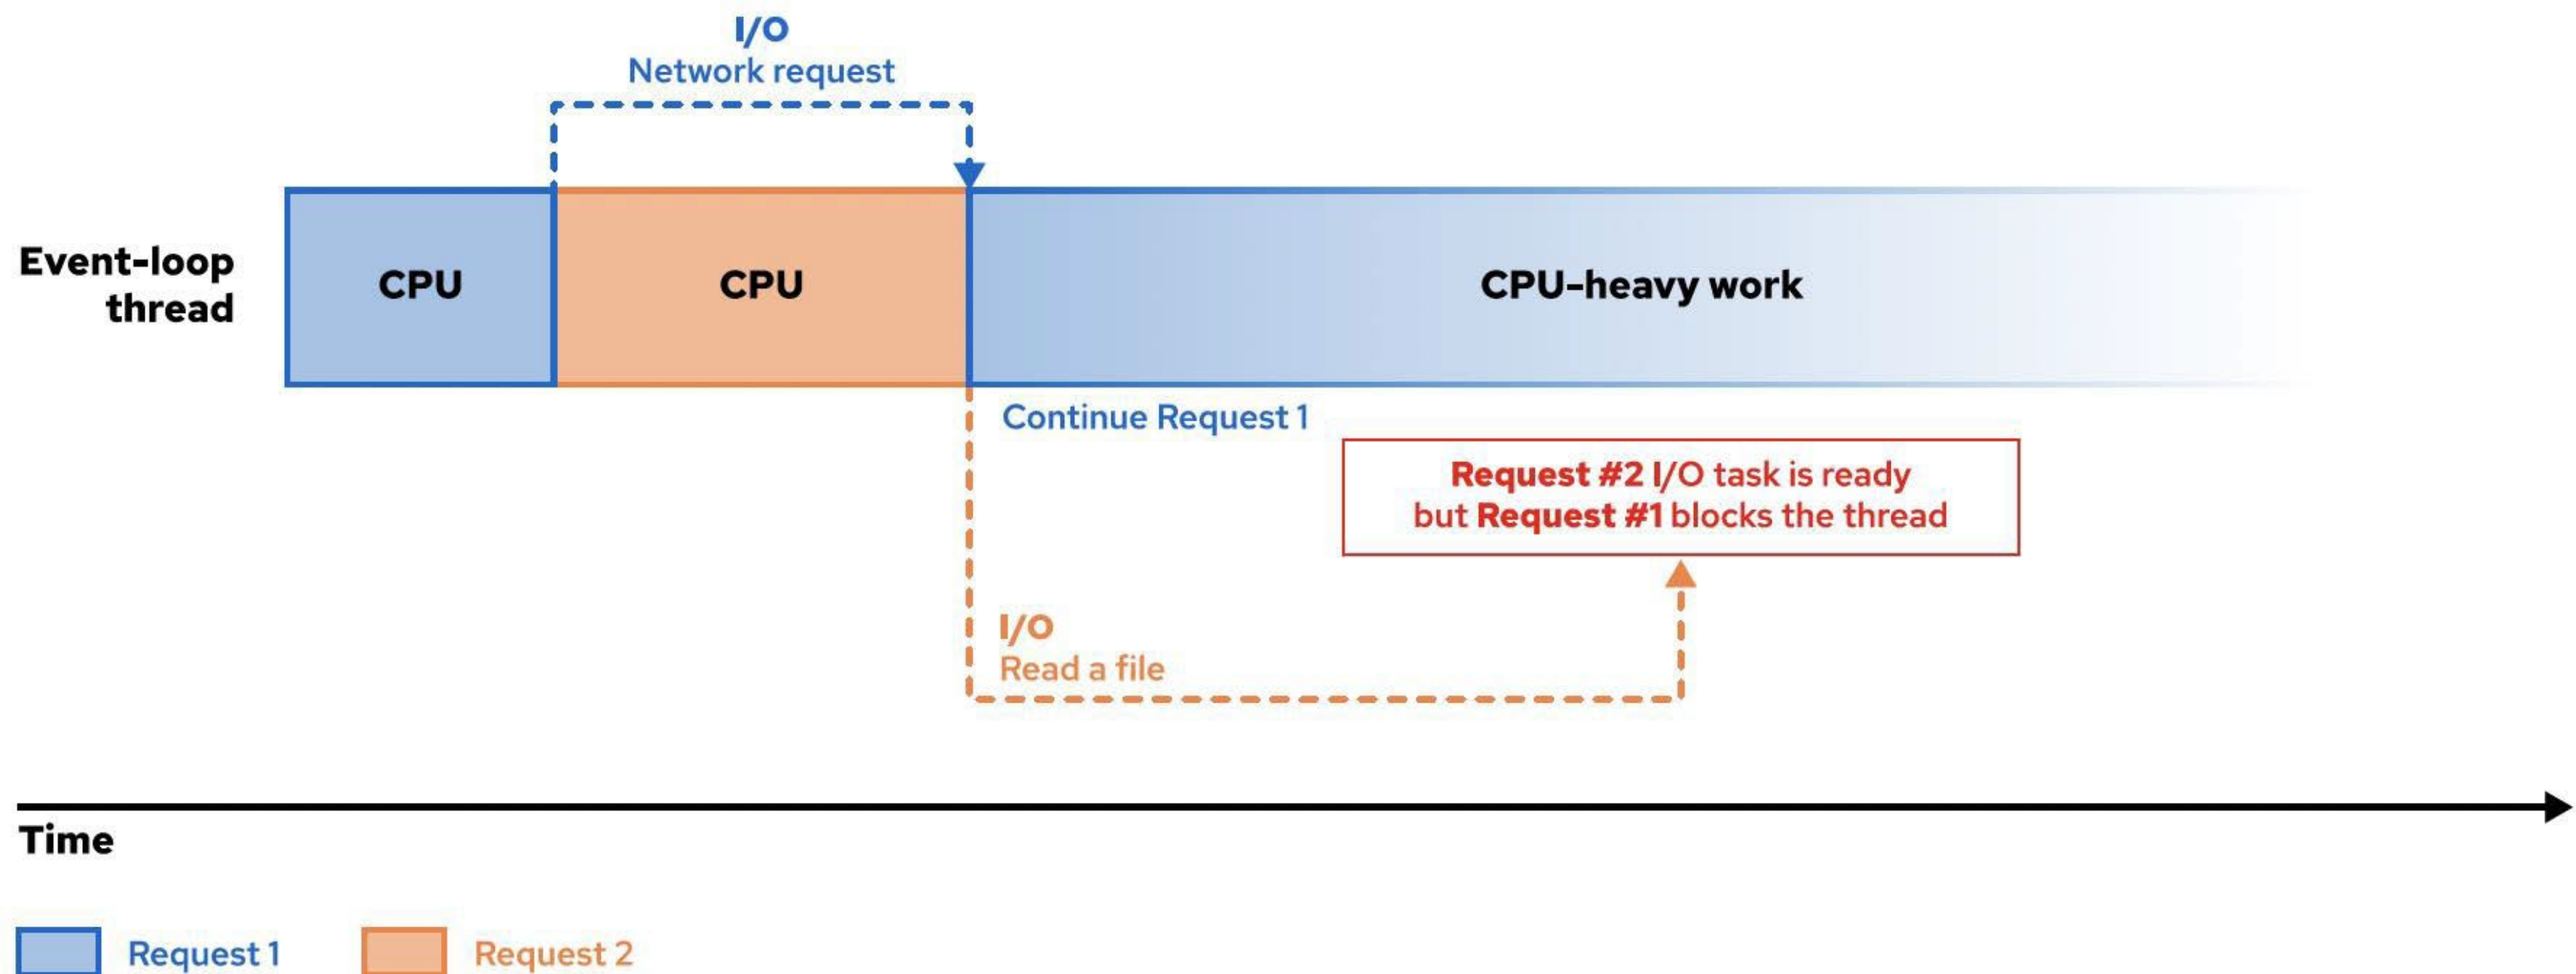 I/O
Network request
Event-loop
thread
CPU
CPU
CPU-heavy work
Continue Request 1
Request #2 I/O task is ready
but Request #1 blocks the thread
I/O
Read a file
Time
Request 1
Request 2